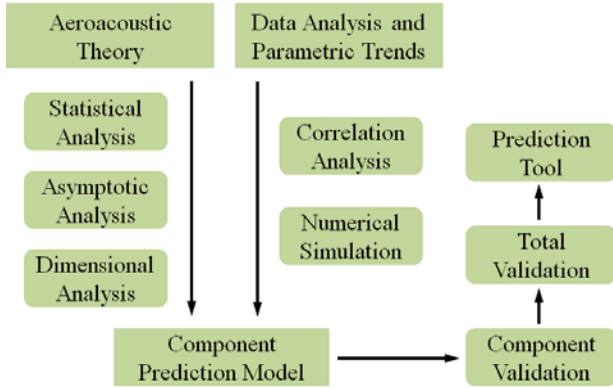 Aeroacoustic
Theory
Data Analysis and
Parametric Trends
Statistical
Analysis
Asymptotic
Analysis
Dimensional
Analysis
Correlation
Analysis
Numerical
Simulation
Prediction
Tool
Total
Validation
Component
Prediction Model
Component
Validation